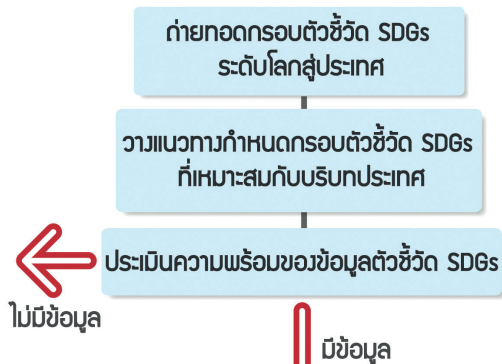 ถ่ายทอดกรอบตัวชี้วัด SDGs
ระดับโลกสู่ประเทศ
วางแนวทางกำหนดกรอบตัวชี้วัด SDGs
ที่เหมาะสมกับบริบทประเทศ
ประเมินความพร้อมของข้อมูลตัวชี้วัด SDGs
ไม่มีข้อมูล
มีข้อมูล